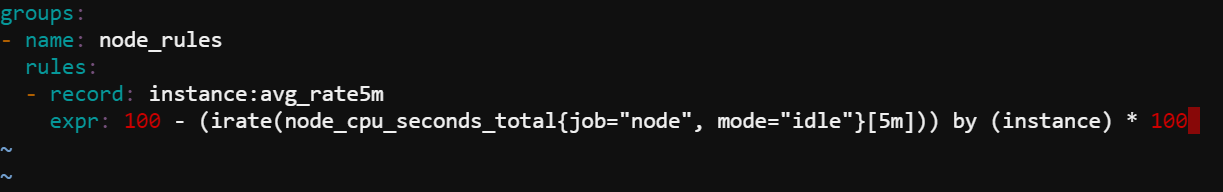 groups:
- name: node_rules
  rules:
  - record: instance:avg_rate5m
    expr: 100 - (irate(node_cpu_seconds_total{job="node", mode="idle"}[5m])) by (instance) * 100
~
~